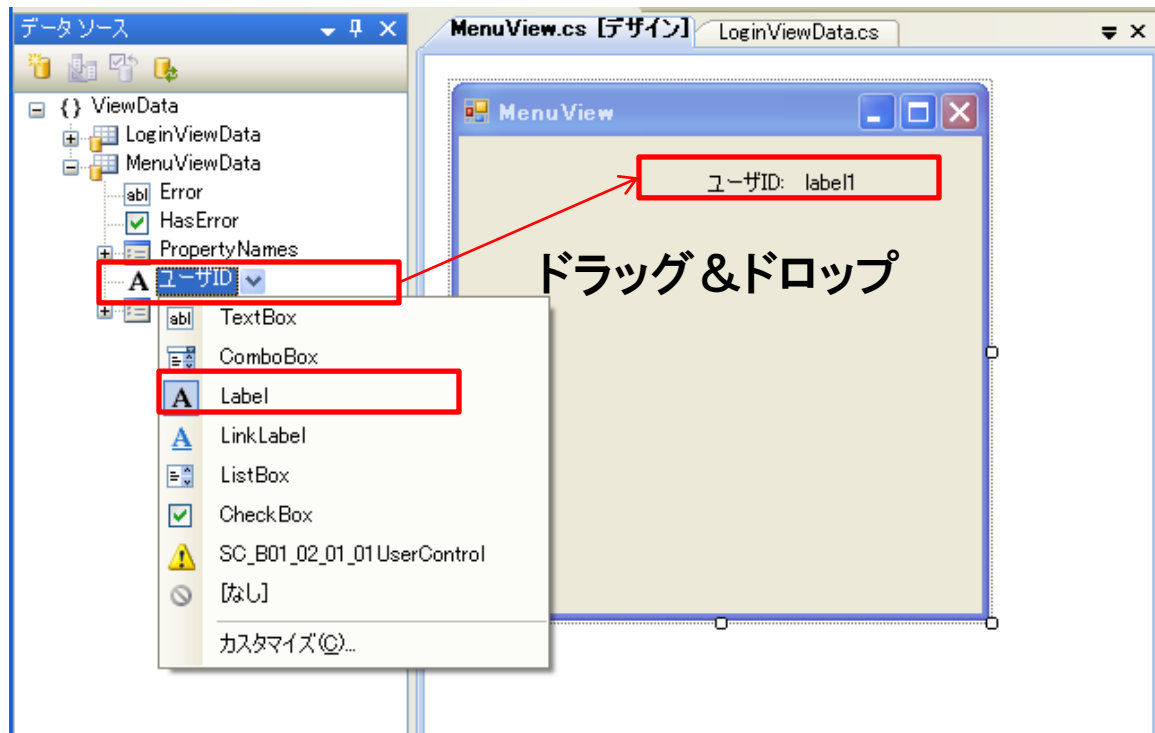 データ ソース
MenuView.cs [デザイン]
LoginViewData.cs
{} ViewData
LoginViewData
MenuViewData
abl Error
HasError
PropertyNames
A ユーザID
abl TextBox
ComboBox
A Label
A LinkLabel
ListBox
CheckBox
SC_B01_02_01_01UserControl
[なし]
カスタマイズ(C)...
MenuView
ユーザID: label1
ドラッグ&ドロップ